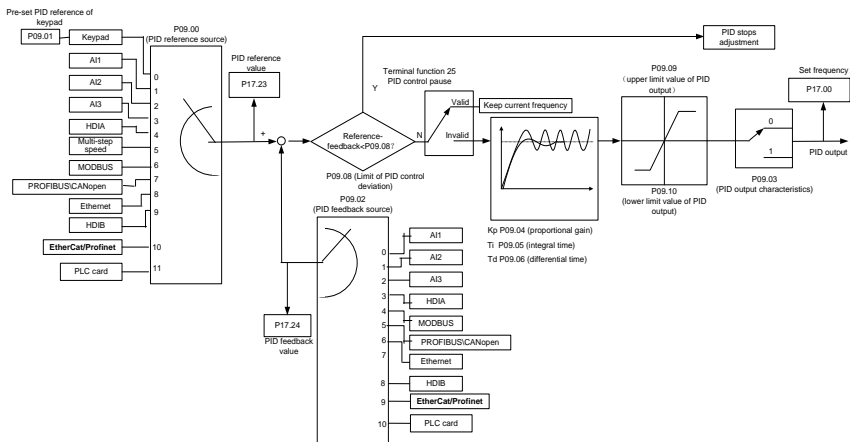 Pre-set PID reference of
keypad
P09.01
Keypad
AI1
AI2
AI3
HDIA
Multi-step
speed
MODBUS
PROFIBUS\CANopen
Ethernet
HDIB
EtherCat/Profinet
PLC card
P09.00
(PID reference source)
0
1
2
3
4
5
6
7
8
9
10
11
PID reference
value
P17.23
+
-
P17.24
PID feedback
value
Y
Reference-
feedback<P09.08?
N
P09.08 (Limit of PID control
deviation)
Terminal function 25
PID control pause
Valid
Invalid
Keep current frequency
PID stops
adjustment
P09.02
(PID feedback source)
0
1
2
3
4
5
6
7
8
9
10
AI1
AI2
AI3
HDIA
MODBUS
PROFIBUS\CANopen
Ethernet
HDIB
EtherCat/Profinet
PLC card
Kp P09.04 (proportional gain)
Ti P09.05 (integral time)
Td P09.06 (differential time)
P09.09
(upper limit value of PID
output)
P09.10
(lower limit value of PID
output)
0
1
P09.03
(PID output characteristics)
Set frequency
P17.00
PID output